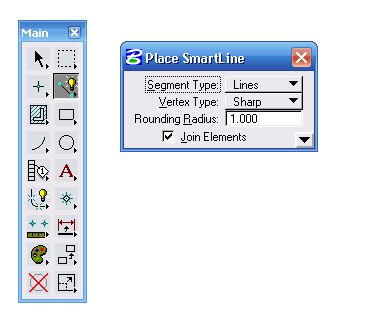 Main
Place SmartLine
Segment Type: Lines
Vertex Type: Sharp
Rounding Radius: 1.000
Join Elements
A